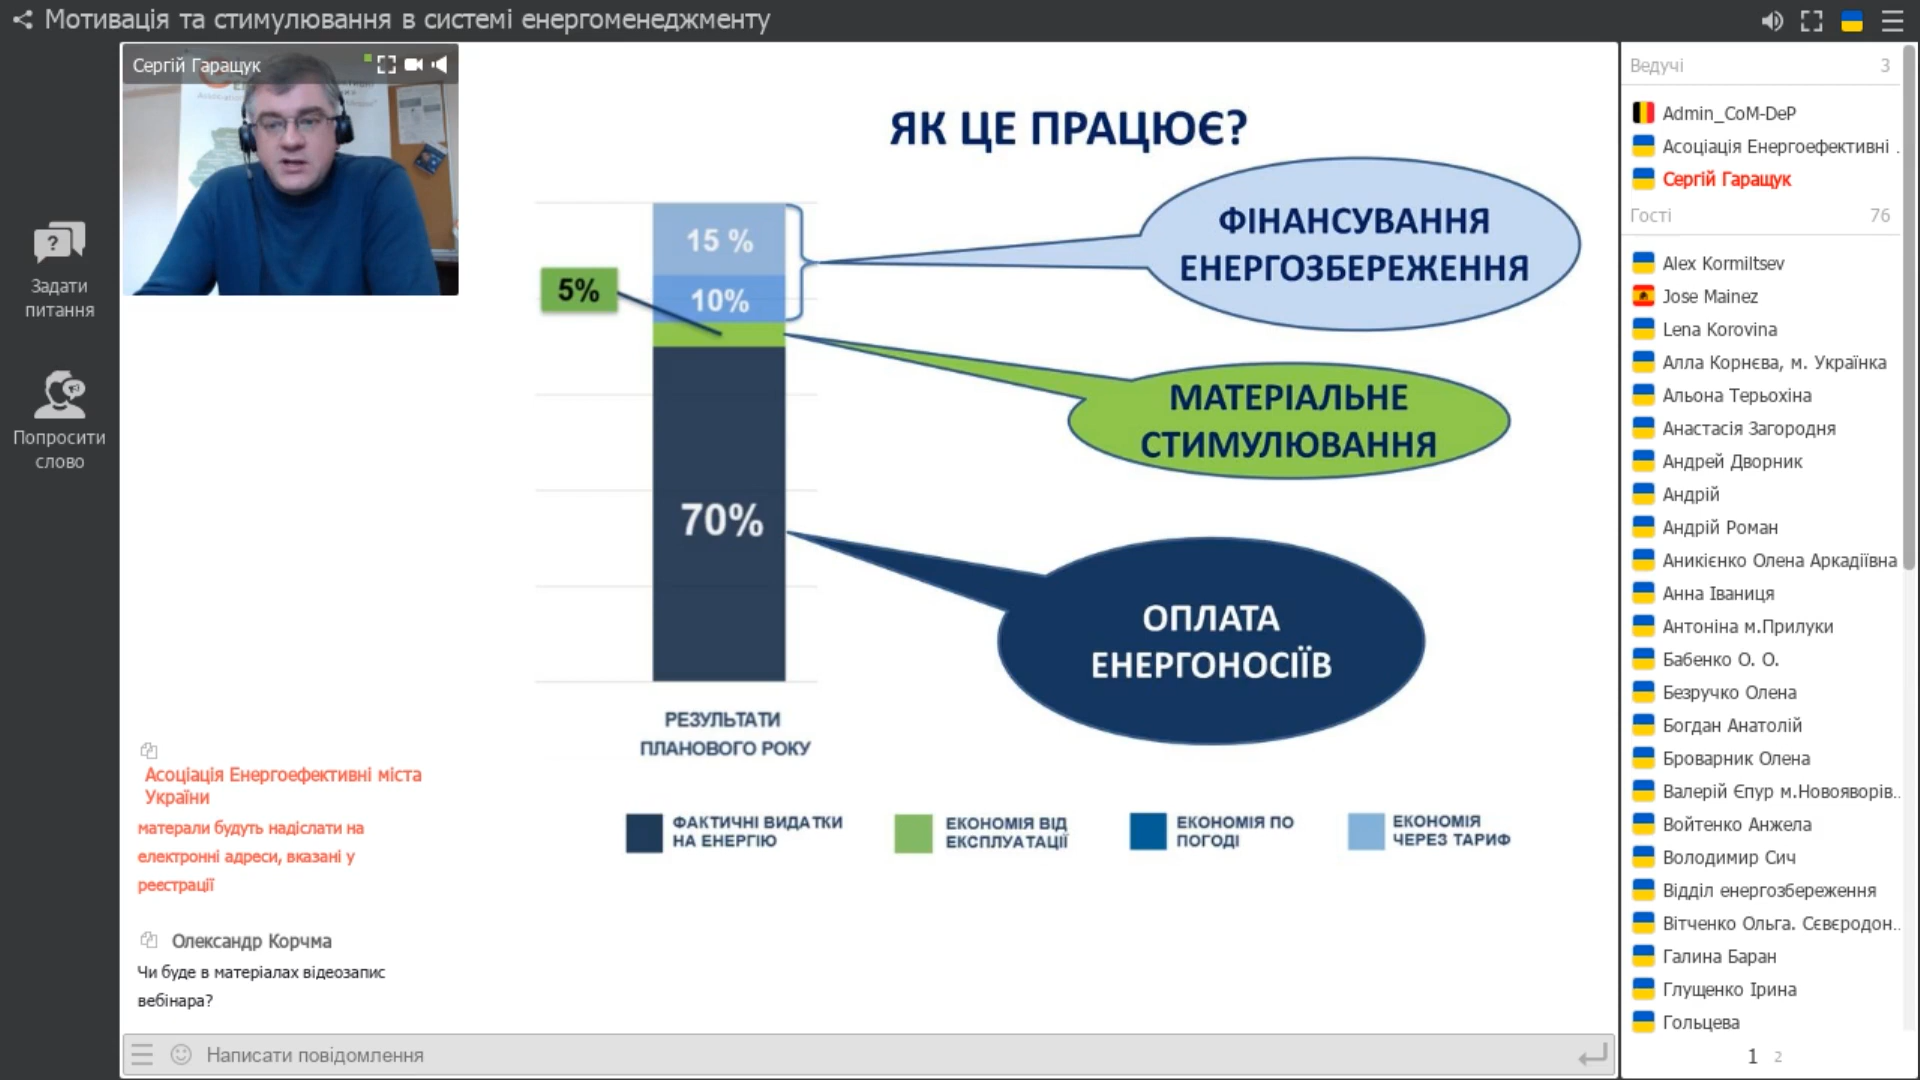 Мотивація та стимулювання в системі енергоменеджменту
Задати
питання
Попросити
слово
Сергій Гаращук
ЯК ЦЕ ПРАЦЮЄ?
15 %
10%
5%
70%
ФІНАНСУВАННЯ
ЕНЕРГОЗБЕРЕЖЕННЯ
МАТЕРІАЛЬНЕ
СТИМУЛЮВАННЯ
ОПЛАТА
ЕНЕРГОНОСІЇВ
РЕЗУЛЬТАТИ
ПЛАНОВОГО РОКУ
ФАКТИЧНІ ВИДАТКИ
НА ЕНЕРГІЮ
ЕКОНОМІЯ ВІД
ЕКСПЛУАТАЦІЇ
ЕКОНОМІЯ ПО
ПОГОДІ
ЕКОНОМІЯ
ЧЕРЕЗ ТАРИФ
Асоціація Енергоефективні міста
України
матерали будуть надіслати на
електронні адреси, вказані у
реєстрації
Олександр Корчма
Чи буде в матеріалах відеозапис
вебінара?
Написати повідомлення
Ведучі 3
Admin_CoM-DeP
Асоціація Енергоефективні .
Сергій Гаращук
Гості 76
Alex Kormiltsev
Jose Mainez
Lena Korovina
Алла Корнєва, м. Українка
Альона Терьохіна
Анастасія Загородня
Андрей Дворник
Андрій
Андрій Роман
Аникієнко Олена Аркадіївна
Анна Іваниця
Антоніна м.Прилуки
Бабенко О. О.
Безручко Олена
Богдан Анатолій
Броварник Олена
Валерій Єпур м.Новояворів..
Войтенко Анжела
Володимир Сич
Відділ енергозбереження
Вітченко Ольга. Сєвєродон..
Галина Баран
Глущенко Ірина
Гольцева
1 2